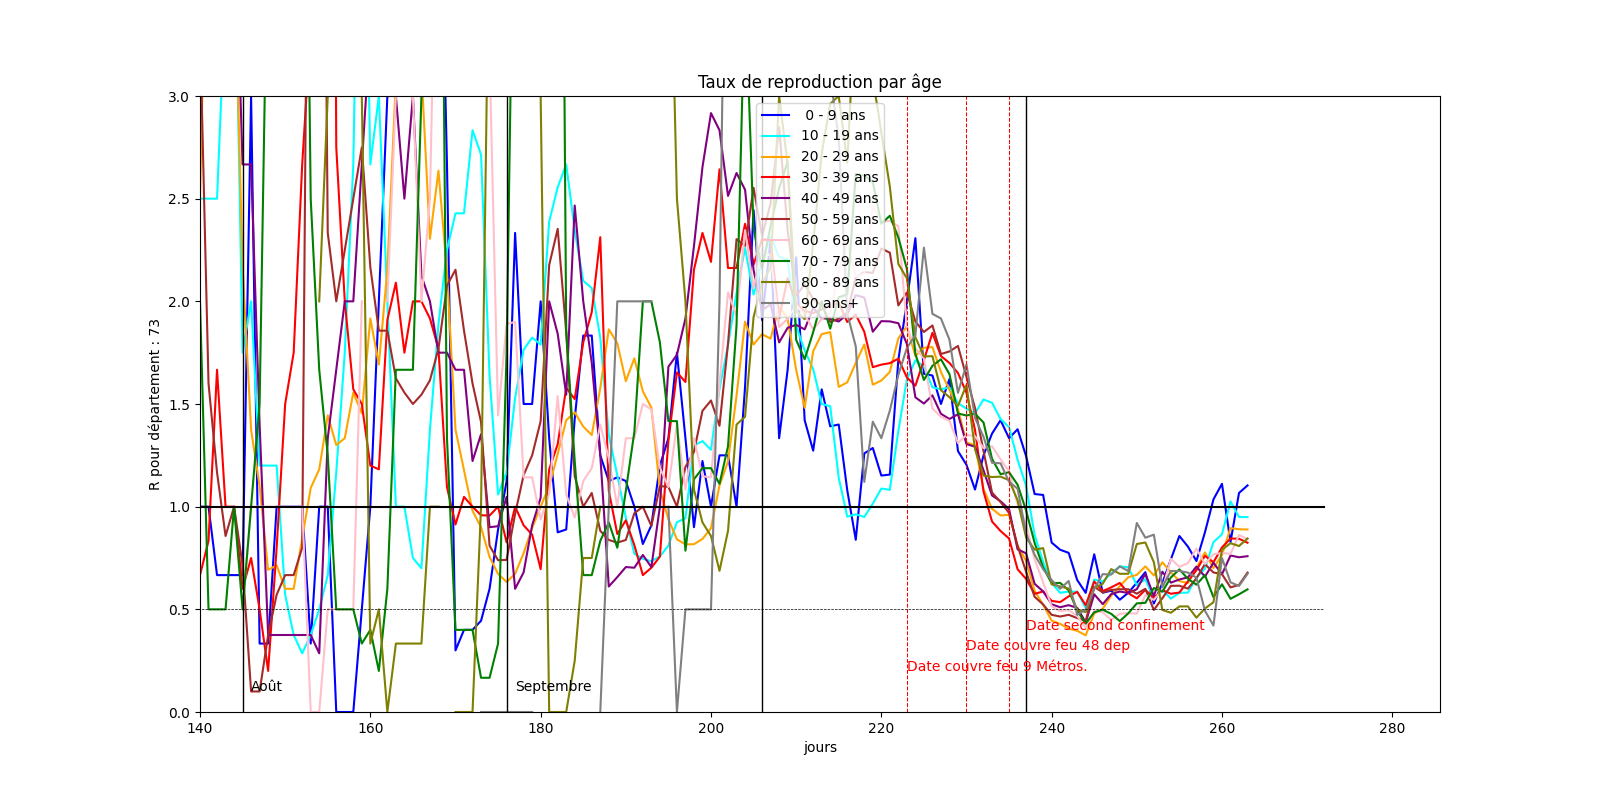 Taux de reproduction par âge
R pour département : 73
3.0
2.5
2.0
1.5
1.0
0.5
0.0
0 - 9 ans
10 - 19 ans
20 - 29 ans
30 - 39 ans
40 - 49 ans
50 - 59 ans
60 - 69 ans
70 - 79 ans
80 - 89 ans
90 ans+
Date second confinement
Date couvre feu 48 dep
Date couvre feu 9 Métros.
Août
Septembre
140 160 180 200 220 240 260 280
jours